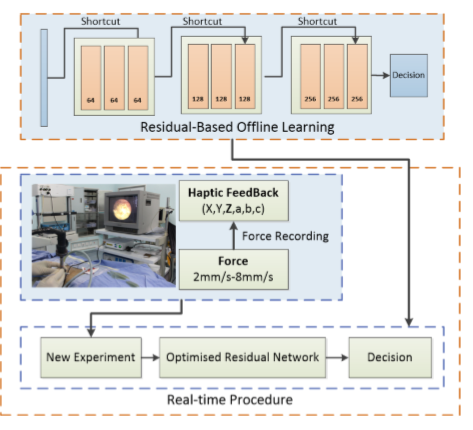 Shortcut Shortcut Shortcut
64 64 64 128 128 128 256 256 256
Decision
Residual-Based Offline Learning
Haptic FeedBack
(X,Y,Z,a,b,c)
Force Recording
Force
2mm/s-8mm/s
New Experiment Optimised Residual Network Decision
Real-time Procedure